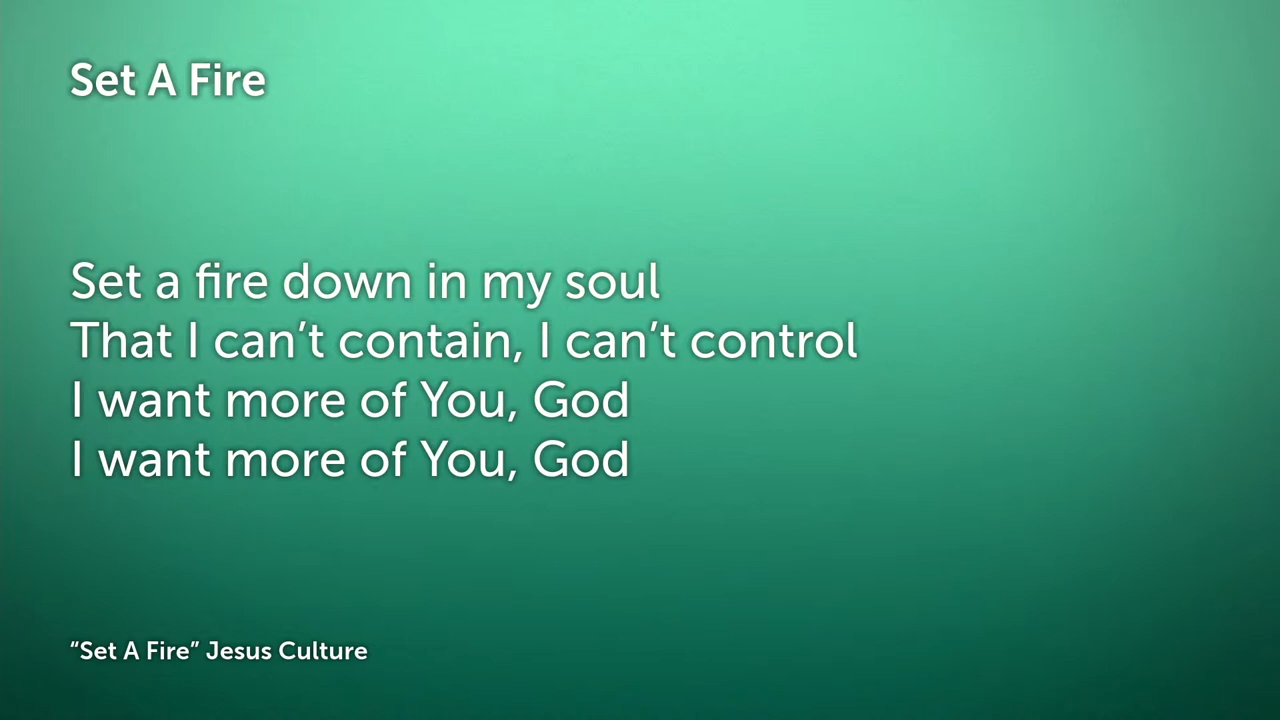 Set A Fire
Set a fire down in my soul
That I can’t contain, I can’t control
I want more of You, God
I want more of You, God
“Set A Fire” Jesus Culture